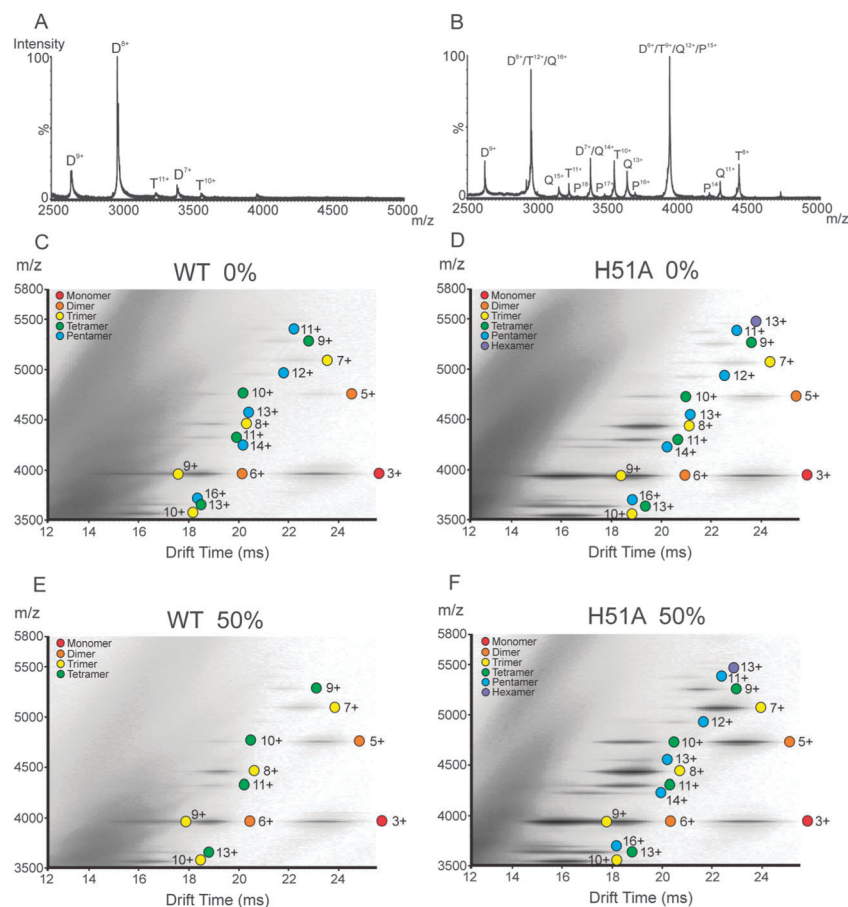 A
Intensity
100
%
D⁹⁺
D⁸⁺
T¹¹⁺
D⁷⁺
T¹⁰⁺
2500
3000
4000
5000
m/z
B
100
%
D⁹⁺
D⁸⁺/T¹²⁺/Q¹⁶⁺
Q¹⁵⁺
T¹¹⁺
D⁷⁺/Q¹⁴⁺
P¹⁷⁺
T¹⁰⁺
Q¹³⁺
P¹⁶⁺
D⁶⁺/T⁹⁺/Q¹²⁺/P¹⁵⁺
P¹⁴
Q¹¹⁺
T⁸⁺
2500
3000
4000
5000
m/z
C
m/z
WT 0%
5800
5500
5000
4500
4000
3500
Monomer
Dimer
Trimer
Tetramer
Pentamer
11+
9+
7+
12+
10+
5+
13+
8+
11+
14+
9+
6+
3+
16+
13+
10+
12
14
16
18
20
22
24
Drift Time (ms)
D
m/z
H51A 0%
5800
5500
5000
4500
4000
3500
Monomer
Dimer
Trimer
Tetramer
Pentamer
Hexamer
13+
11+
9+
7+
12+
10+
5+
13+
8+
11+
14+
9+
6+
3+
16+
13+
10+
12
14
16
18
20
22
24
Drift Time (ms)
E
m/z
WT 50%
5800
5500
5000
4500
4000
3500
Monomer
Dimer
Trimer
Tetramer
9+
7+
10+
5+
8+
11+
9+
6+
3+
13+
10+
12
14
16
18
20
22
24
Drift Time (ms)
F
m/z
H51A 50%
5800
5500
5000
4500
4000
3500
Monomer
Dimer
Trimer
Tetramer
Pentamer
Hexamer
13+
11+
9+
7+
12+
10+
5+
13+
8+
11+
14+
9+
6+
3+
16+
13+
10+
12
14
16
18
20
22
24
Drift Time (ms)